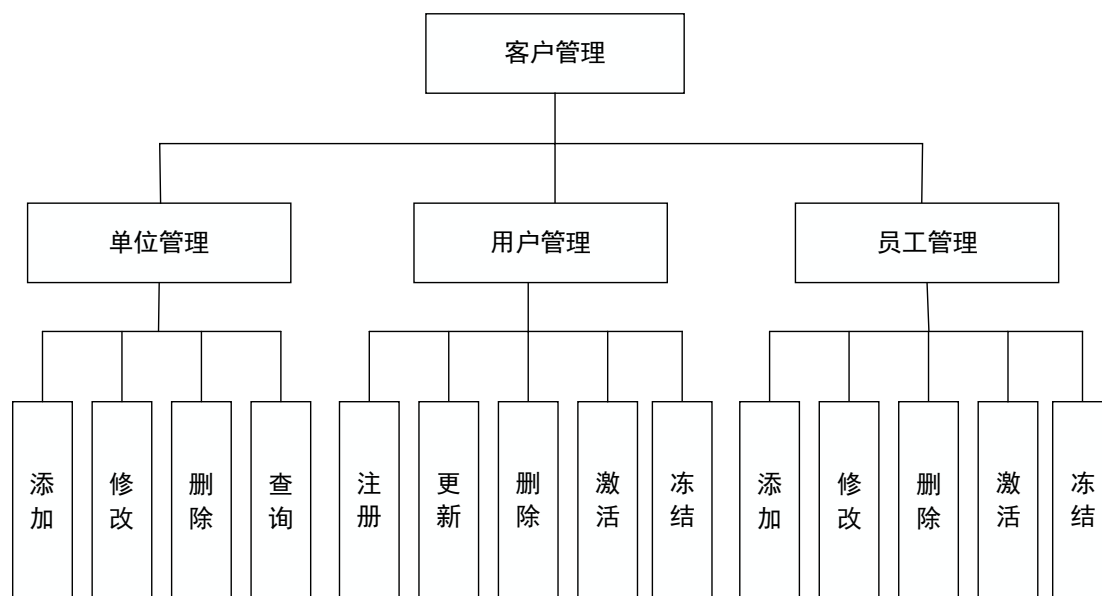 客户管理
单位管理
用户管理
员工管理
添加
修改
删除
查询
注册
更新
删除
激活
冻结
添加
修改
删除
激活
冻结